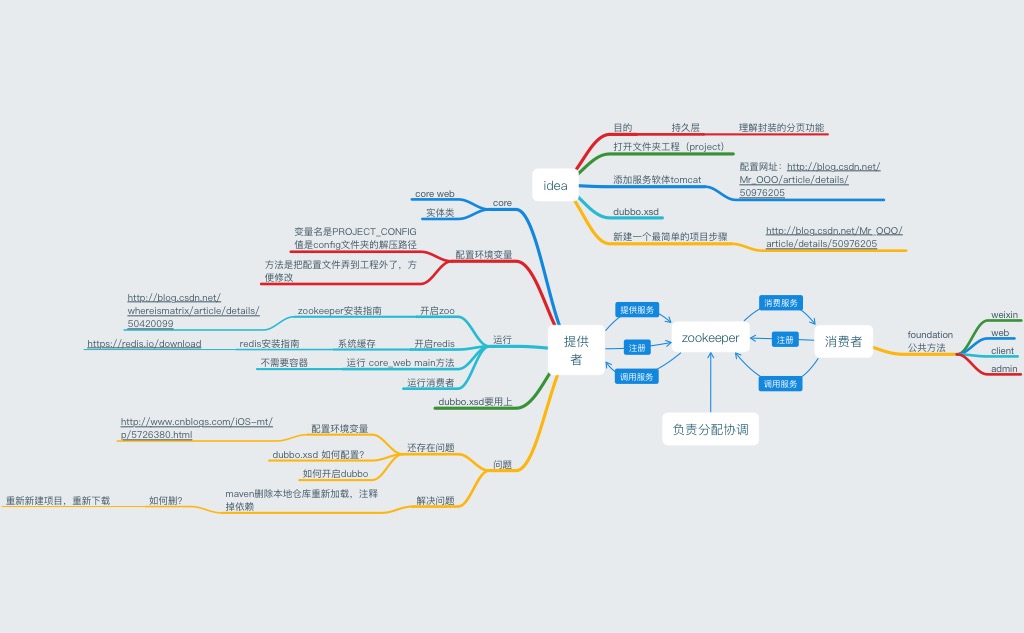 idea
目的
持久层
理解封装的分页功能
打开文件夹工程（project）
添加服务软体tomcat
配置网址：http://blog.csdn.net/
Mr_OOO/article/details/
50976205
dubbo.xsd
新建一个最简单的项目步骤
http://blog.csdn.net/Mr_OOO/
article/details/50976205
提供
者
core
core web
实体类
配置环境变量
变量名是PROJECT_CONFIG
值是config文件夹的解压路径
方法是把配置文件弄到工程外了，方
便修改
运行
开启zoo
zookeeper安装指南
http://blog.csdn.net/
whereismatrix/article/details/
50420099
开启redis
系统缓存
redis安装指南
https://redis.io/download
运行 core_web main方法
不需要容器
运行消费者
dubbo.xsd要用上
问题
还存在问题
配置环境变量
http://www.cnblogs.com/iOS-mt/
p/5726380.html
dubbo.xsd 如何配置？
如何开启dubbo
解决问题
maven删除本地仓库重新加载，注释
掉依赖
如何删？
重新新建项目，重新下载
提供服务
注册
调用服务
zookeeper
消费服务
注册
调用服务
负责分配协调
消费者
foundation
公共方法
weixin
web
client
admin